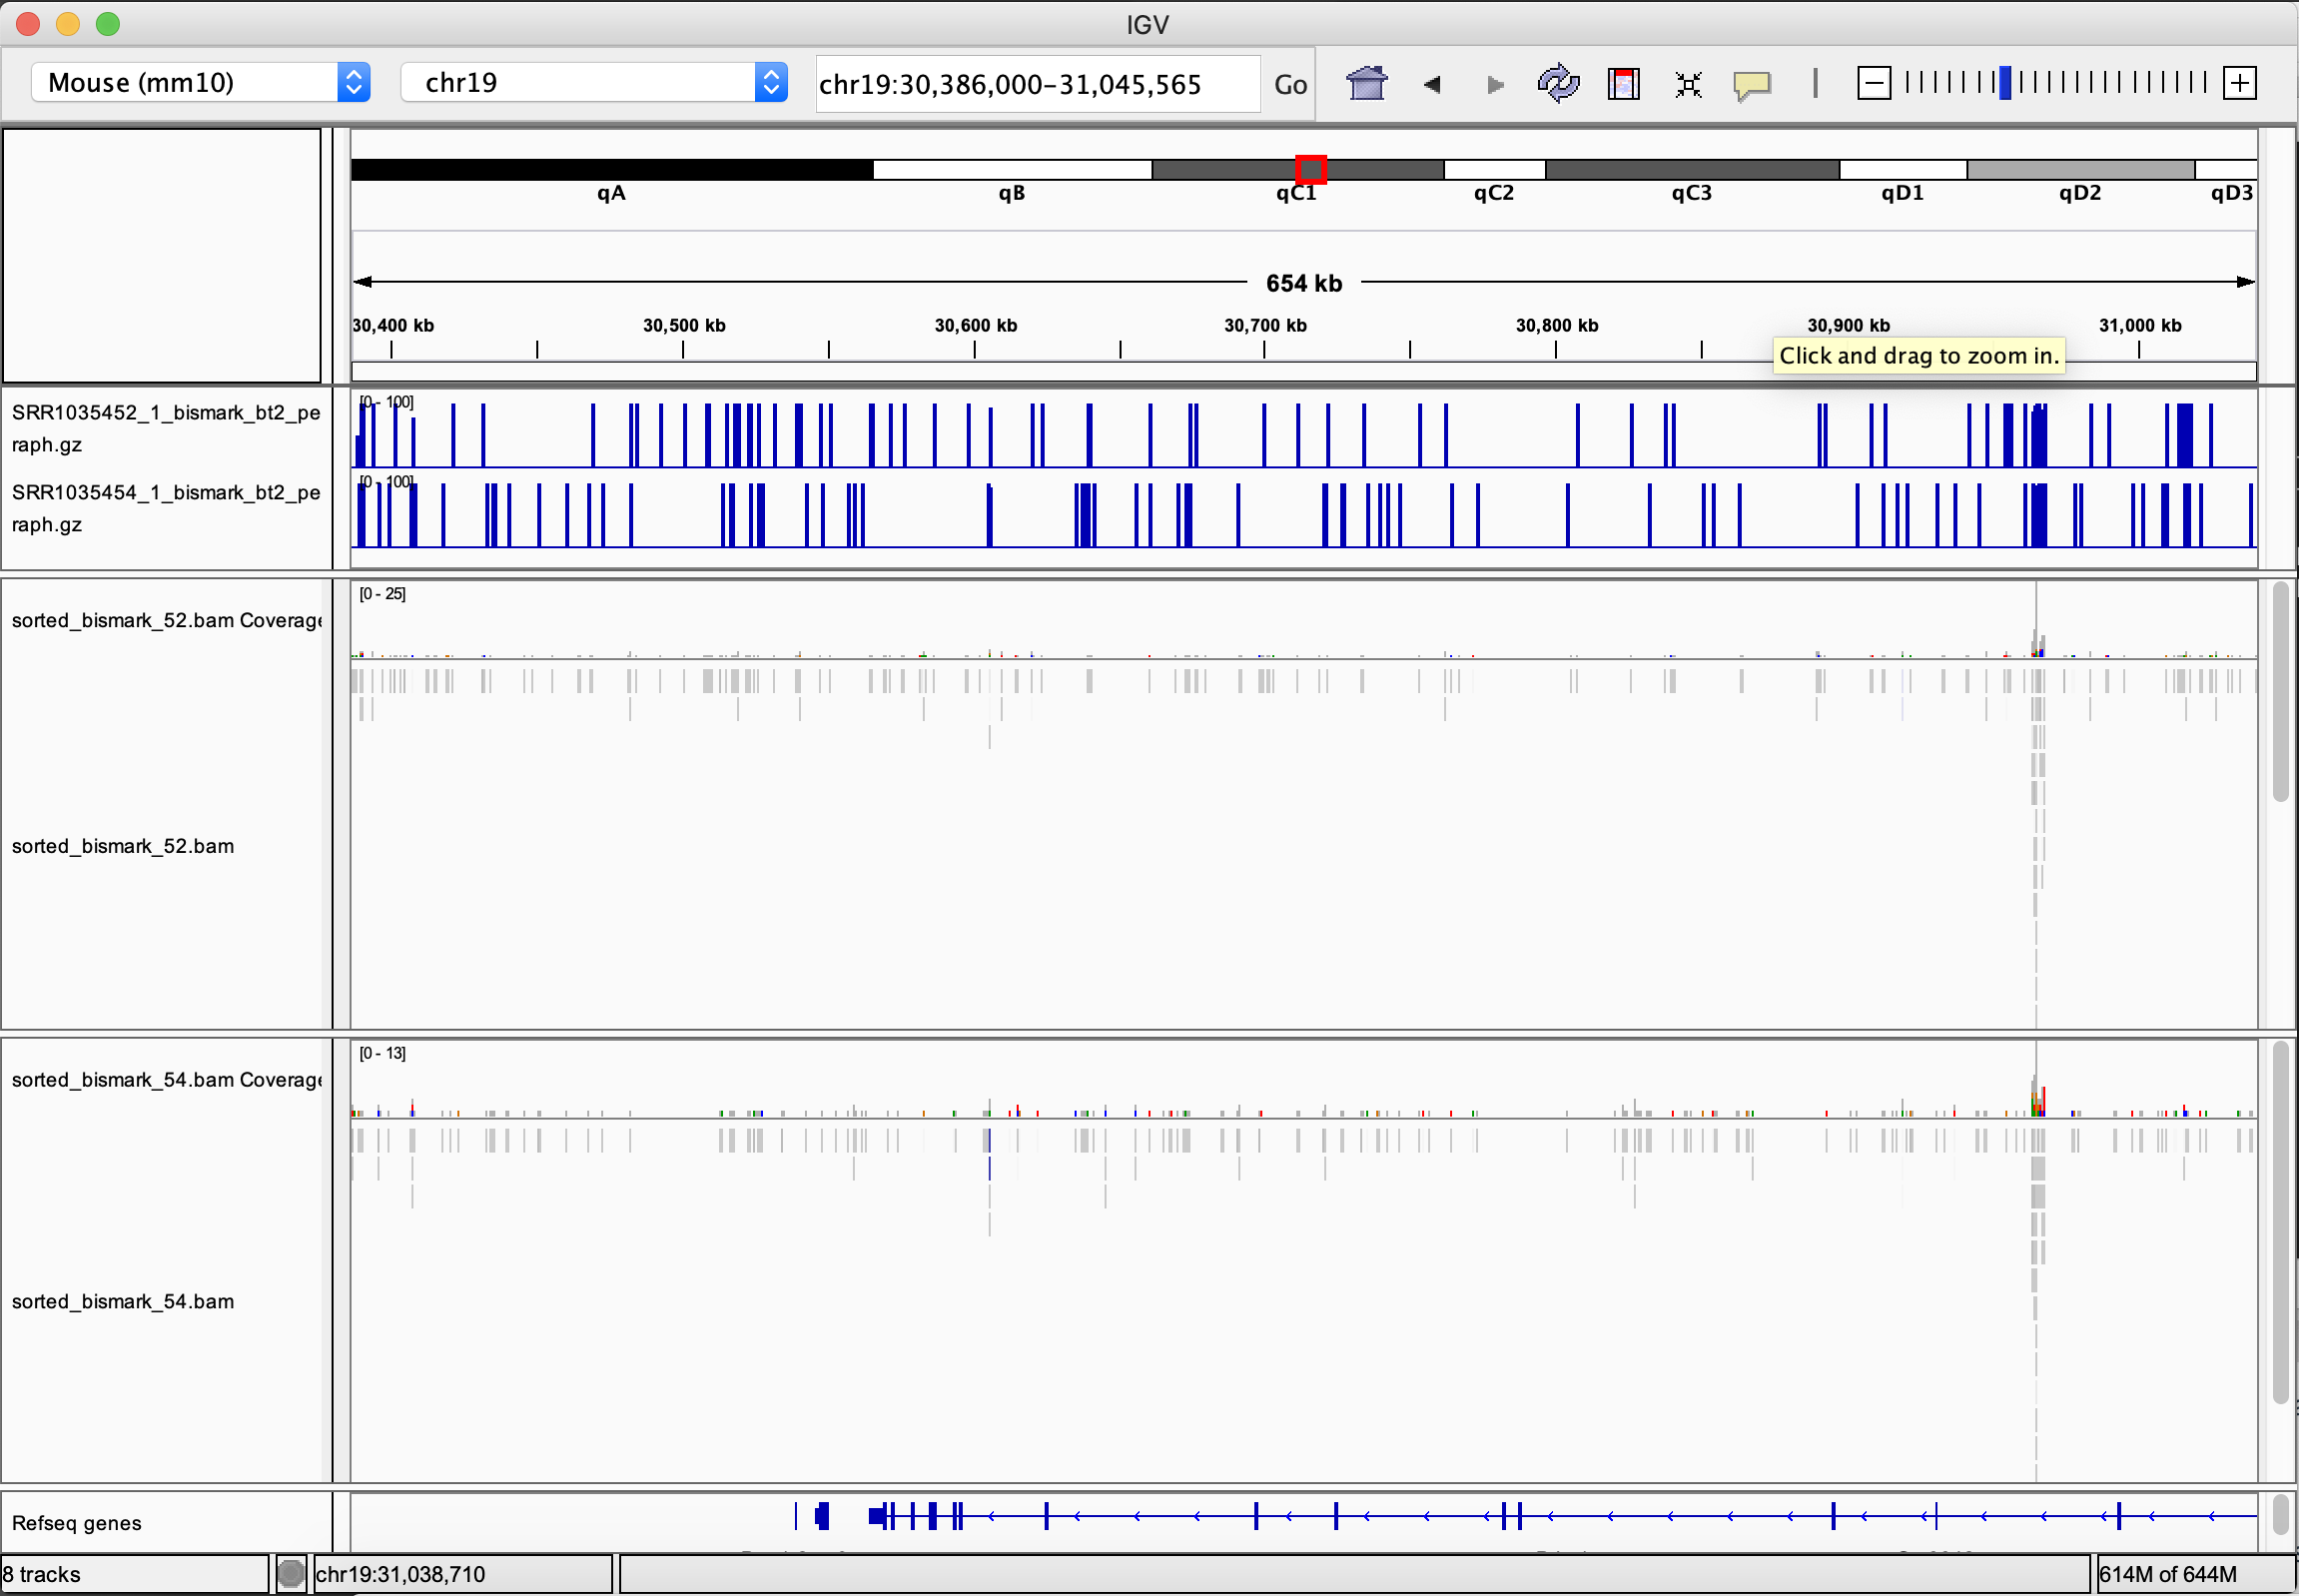 IGV
Mouse (mm10)
chr19
chr19:30,386,000-31,045,565
Go
qA
qB
qC1
qC2
qC3
qD1
qD2
qD3
654 kb
30,400 kb
30,500 kb
30,600 kb
30,700 kb
30,800 kb
30,900 kb
31,000 kb
Click and drag to zoom in.
SRR1035452_1_bismark_bt2_pe
raph.gz
[0 - 100]
SRR1035454_1_bismark_bt2_pe
raph.gz
[0 - 100]
[0 - 25]
sorted_bismark_52.bam Coverage
sorted_bismark_52.bam
[0 - 13]
sorted_bismark_54.bam Coverage
sorted_bismark_54.bam
Refseq genes
8 tracks
chr19:31,038,710
614M of 644M